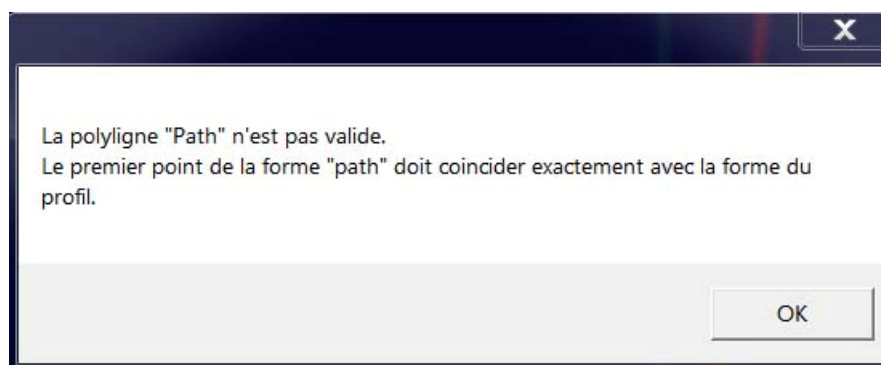 La polyligne "Path" n'est pas valide.
Le premier point de la forme "path" doit coincider exactement avec la forme du
profil.
OK